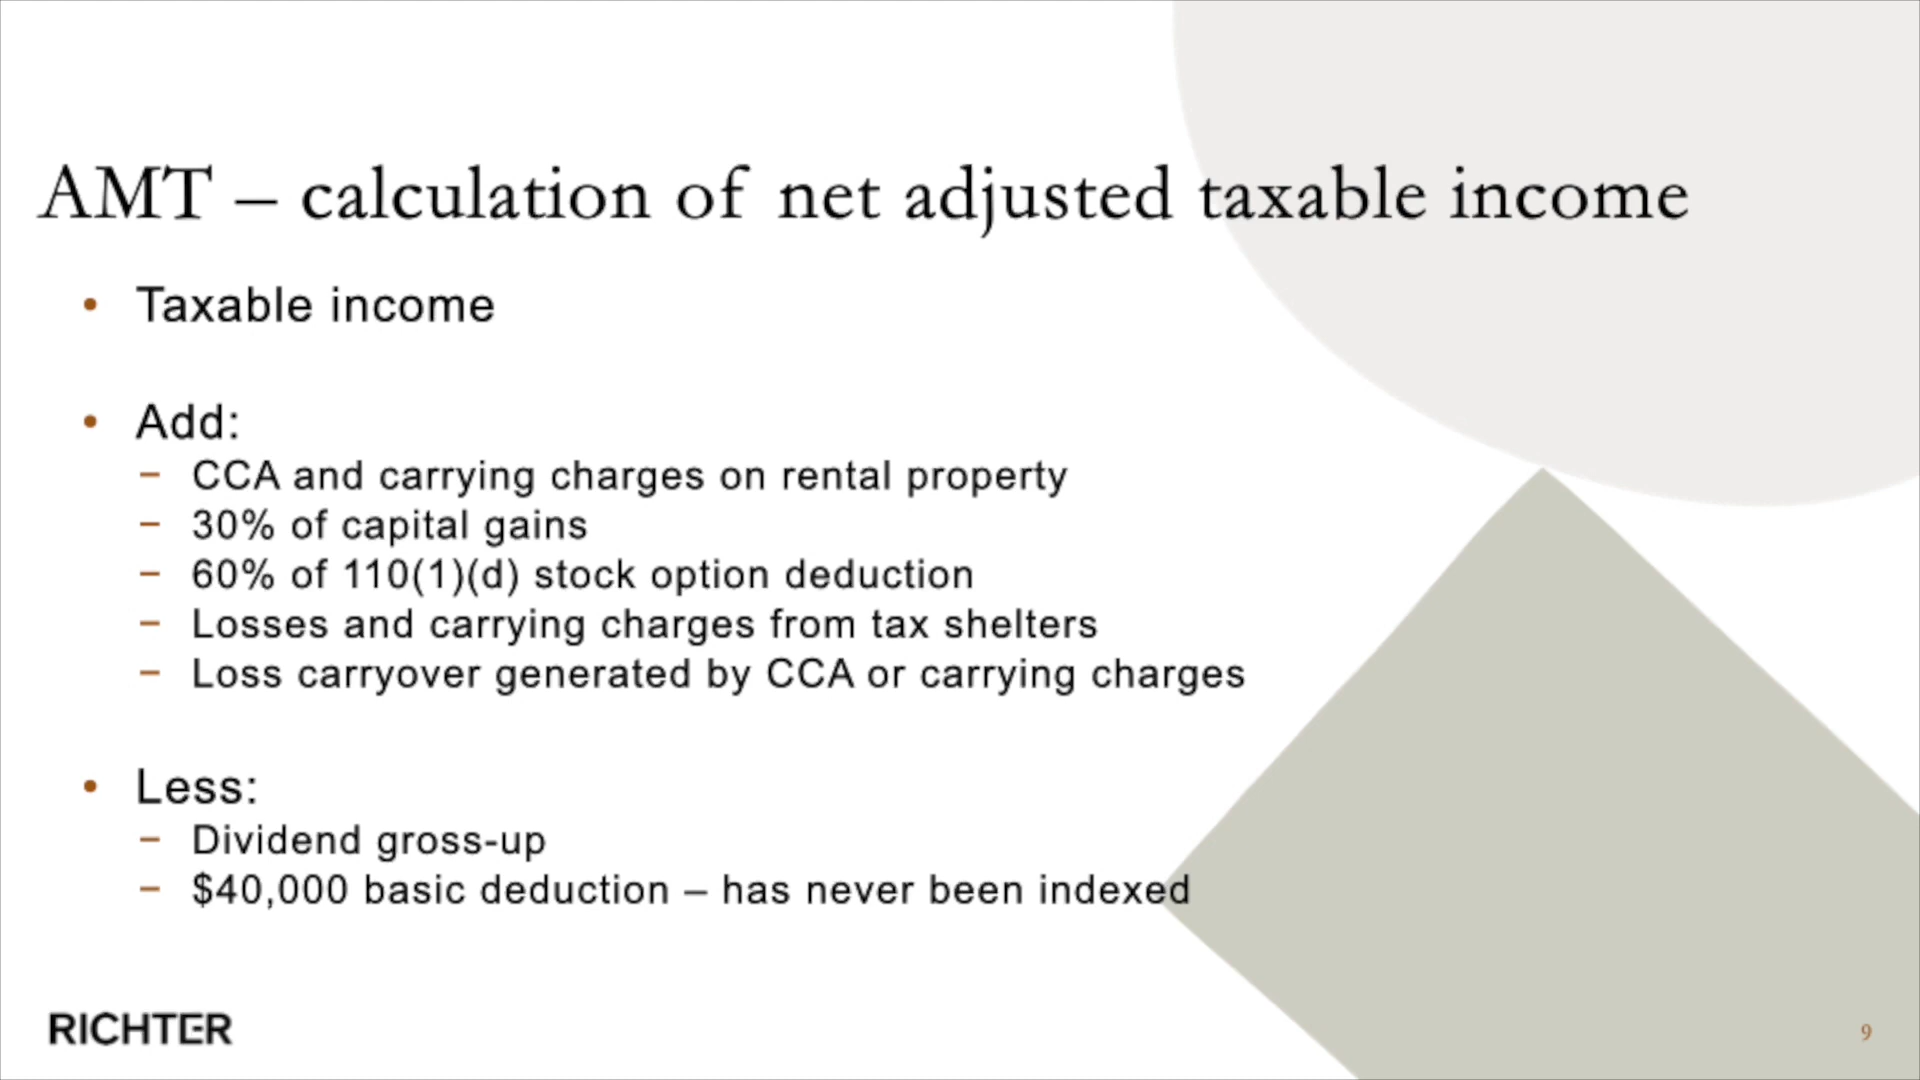 AMT – calculation of net adjusted taxable income
• Taxable income
• Add:
– CCA and carrying charges on rental property
– 30% of capital gains
– 60% of 110(1)(d) stock option deduction
– Losses and carrying charges from tax shelters
– Loss carryover generated by CCA or carrying charges
• Less:
– Dividend gross-up
– $40,000 basic deduction – has never been indexed
RICHTER
9